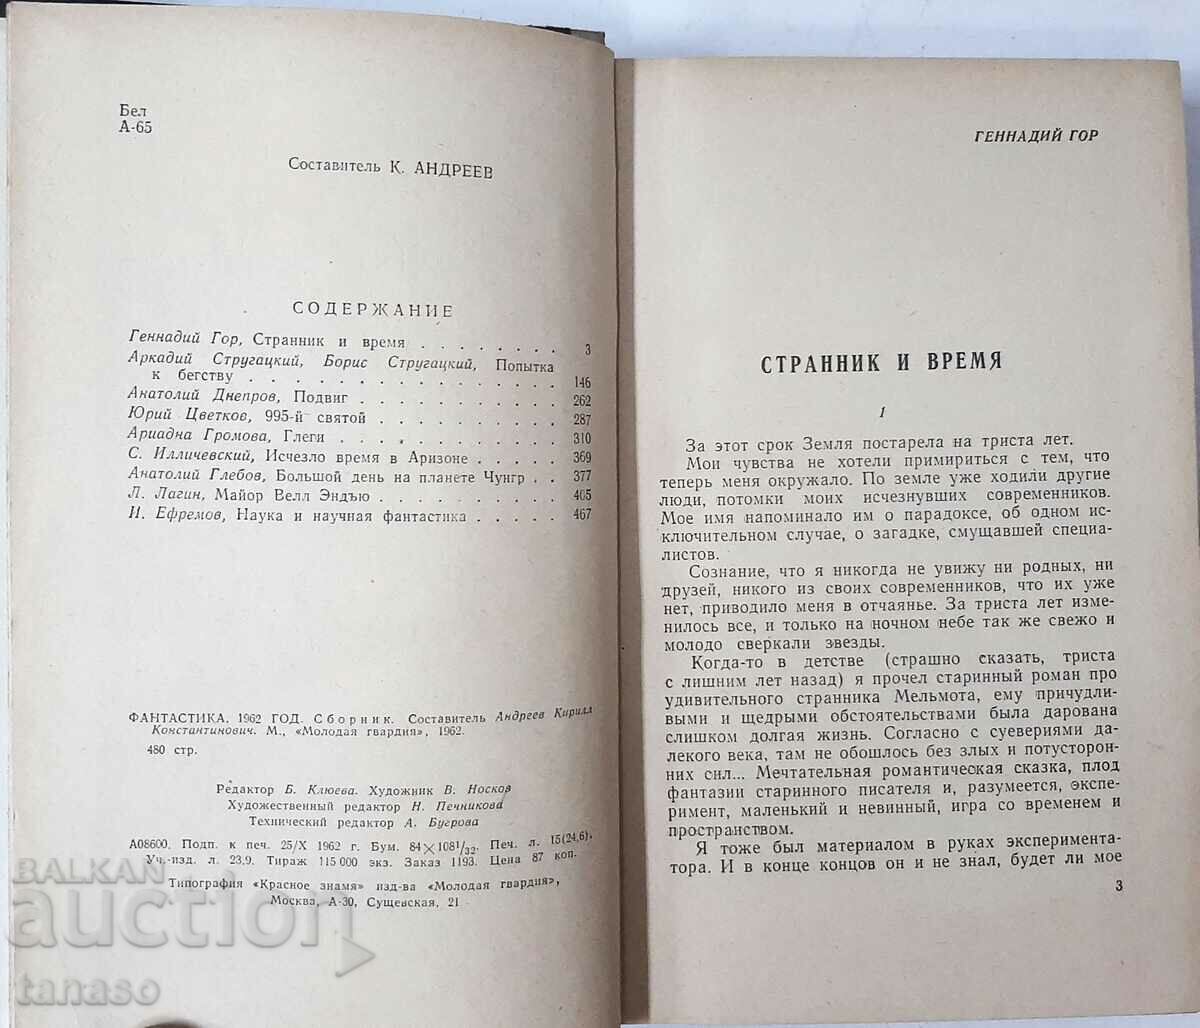 Бел
А-65
Составитель К. АНДРЕЕВ
СОДЕРЖАНИЕ
Геннадий Гор, Странник и время . . . . . . . . 3
Аркадий Стругацкий, Борис Стругацкий, Попытка
к бегству . . . . . . . . . . . . . . 146
Анатолий Днепров, Подвиг . . . . . . . . . . 262
Юрий Цветков, 995-й святой . . . . . . . . . 287
Ариадна Громова, Глеги . . . . . . . . . . . 310
С. Илличевский, Исчезло время в Аризоне . . . . . 369
Анатолий Глебов, Большой день на планете Чунгр . . 377
Л. Лагин, Майор Велл Эндъю . . . . . . . . . 405
И. Ефремов, Наука и научная фантастика . . . . . 467
ФАНТАСТИКА. 1962 ГОД. Сборник. Составитель Андреев Кирилл
Константинович. М., «Молодая гвардия», 1962.
480 стр.
Редактор Б. Клюева. Художник В. Носков
Художественный редактор Н. Печникова
Технический редактор А. Бугрова
А08600. Подп. к печ. 25/X 1962 г. Бум. 84×108 1/32. Печ. л. 15(24,6).
Уч.-изд. л. 23,9. Тираж 115 000 экз. Заказ 1193. Цена 87 коп.
Типография «Красное знамя» изд-ва «Молодая гвардия»,
Москва, А-30, Сущевская, 21
BALKAN
auction
tanaso
ГЕННАДИЙ ГОР
СТРАННИК И ВРЕМЯ
1
За этот срок Земля постарела на триста лет.
Мои чувства не хотели примириться с тем, что
теперь меня окружало. По земле уже ходили другие
люди, потомки моих исчезнувших современников.
Мое имя напоминало им о парадоксе, об одном ис-
ключительном случае, о загадке, смущавшей специа-
листов.
Сознание, что я никогда не увижу ни родных, ни
друзей, никого из своих современников, что их уже
нет, приводило меня в отчаянье. За триста лет изме-
нилось все, и только на ночном небе так же свежо и
молодо сверкали звезды.
Когда-то в детстве (страшно сказать, триста
с лишним лет назад) я прочел старинный роман про
удивительного странника Мельмота, ему причудли-
выми и щедрыми обстоятельствами была дарована
слишком долгая жизнь. Согласно с суевериями да-
лекого века, там не обошлось без злых и потусторон-
них сил... Мечтательная романтическая сказка, плод
фантазии старинного писателя и, разумеется, экспе-
римент, маленький и невинный, игра со временем и
пространством.
Я тоже был материалом в руках эксперимента-
тора. И в конце концов он и не знал, будет ли мое
3